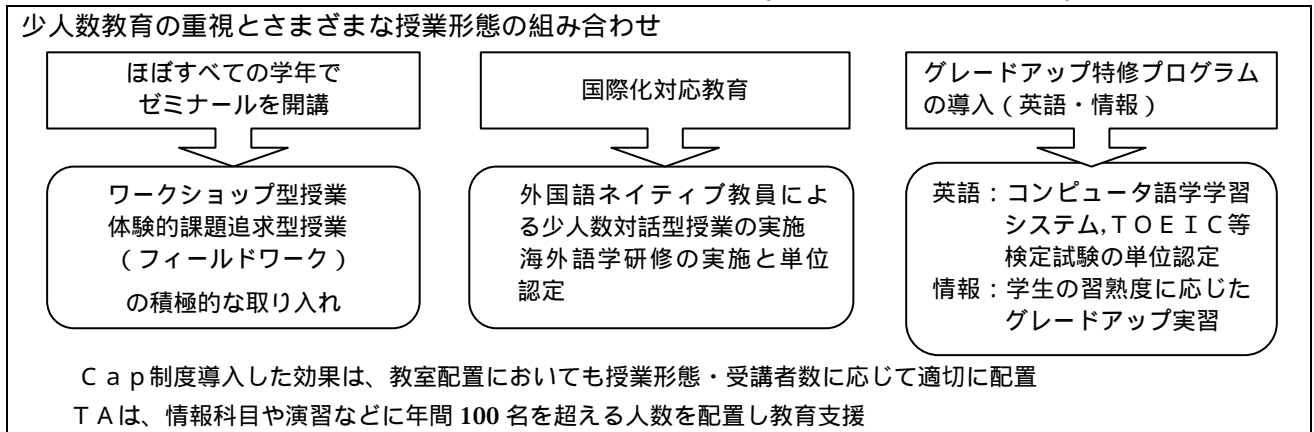 少人数教育の重視とさまざまな授業形態の組み合わせ
ほぼすべての学年で
ゼミナールを開講
ワークショップ型授業
体験的課題追求型授業
（フィールドワーク）
の積極的な取り入れ
国際化対応教育
外国語ネイティブ教員によ
る少人数対話型授業の実施
海外語学研修の実施と単位
認定
グレードアップ特修プログラム
の導入（英語・情報）
英語：コンピュータ語学学習
システム,ＴＯＥＩＣ等
検定試験の単位認定
情報：学生の習熟度に応じた
グレードアップ実習
Ｃａｐ制度導入した効果は、教室配置においても授業形態・受講者数に応じて適切に配置
ＴＡは、情報科目や演習などに年間 100 名を超える人数を配置し教育支援